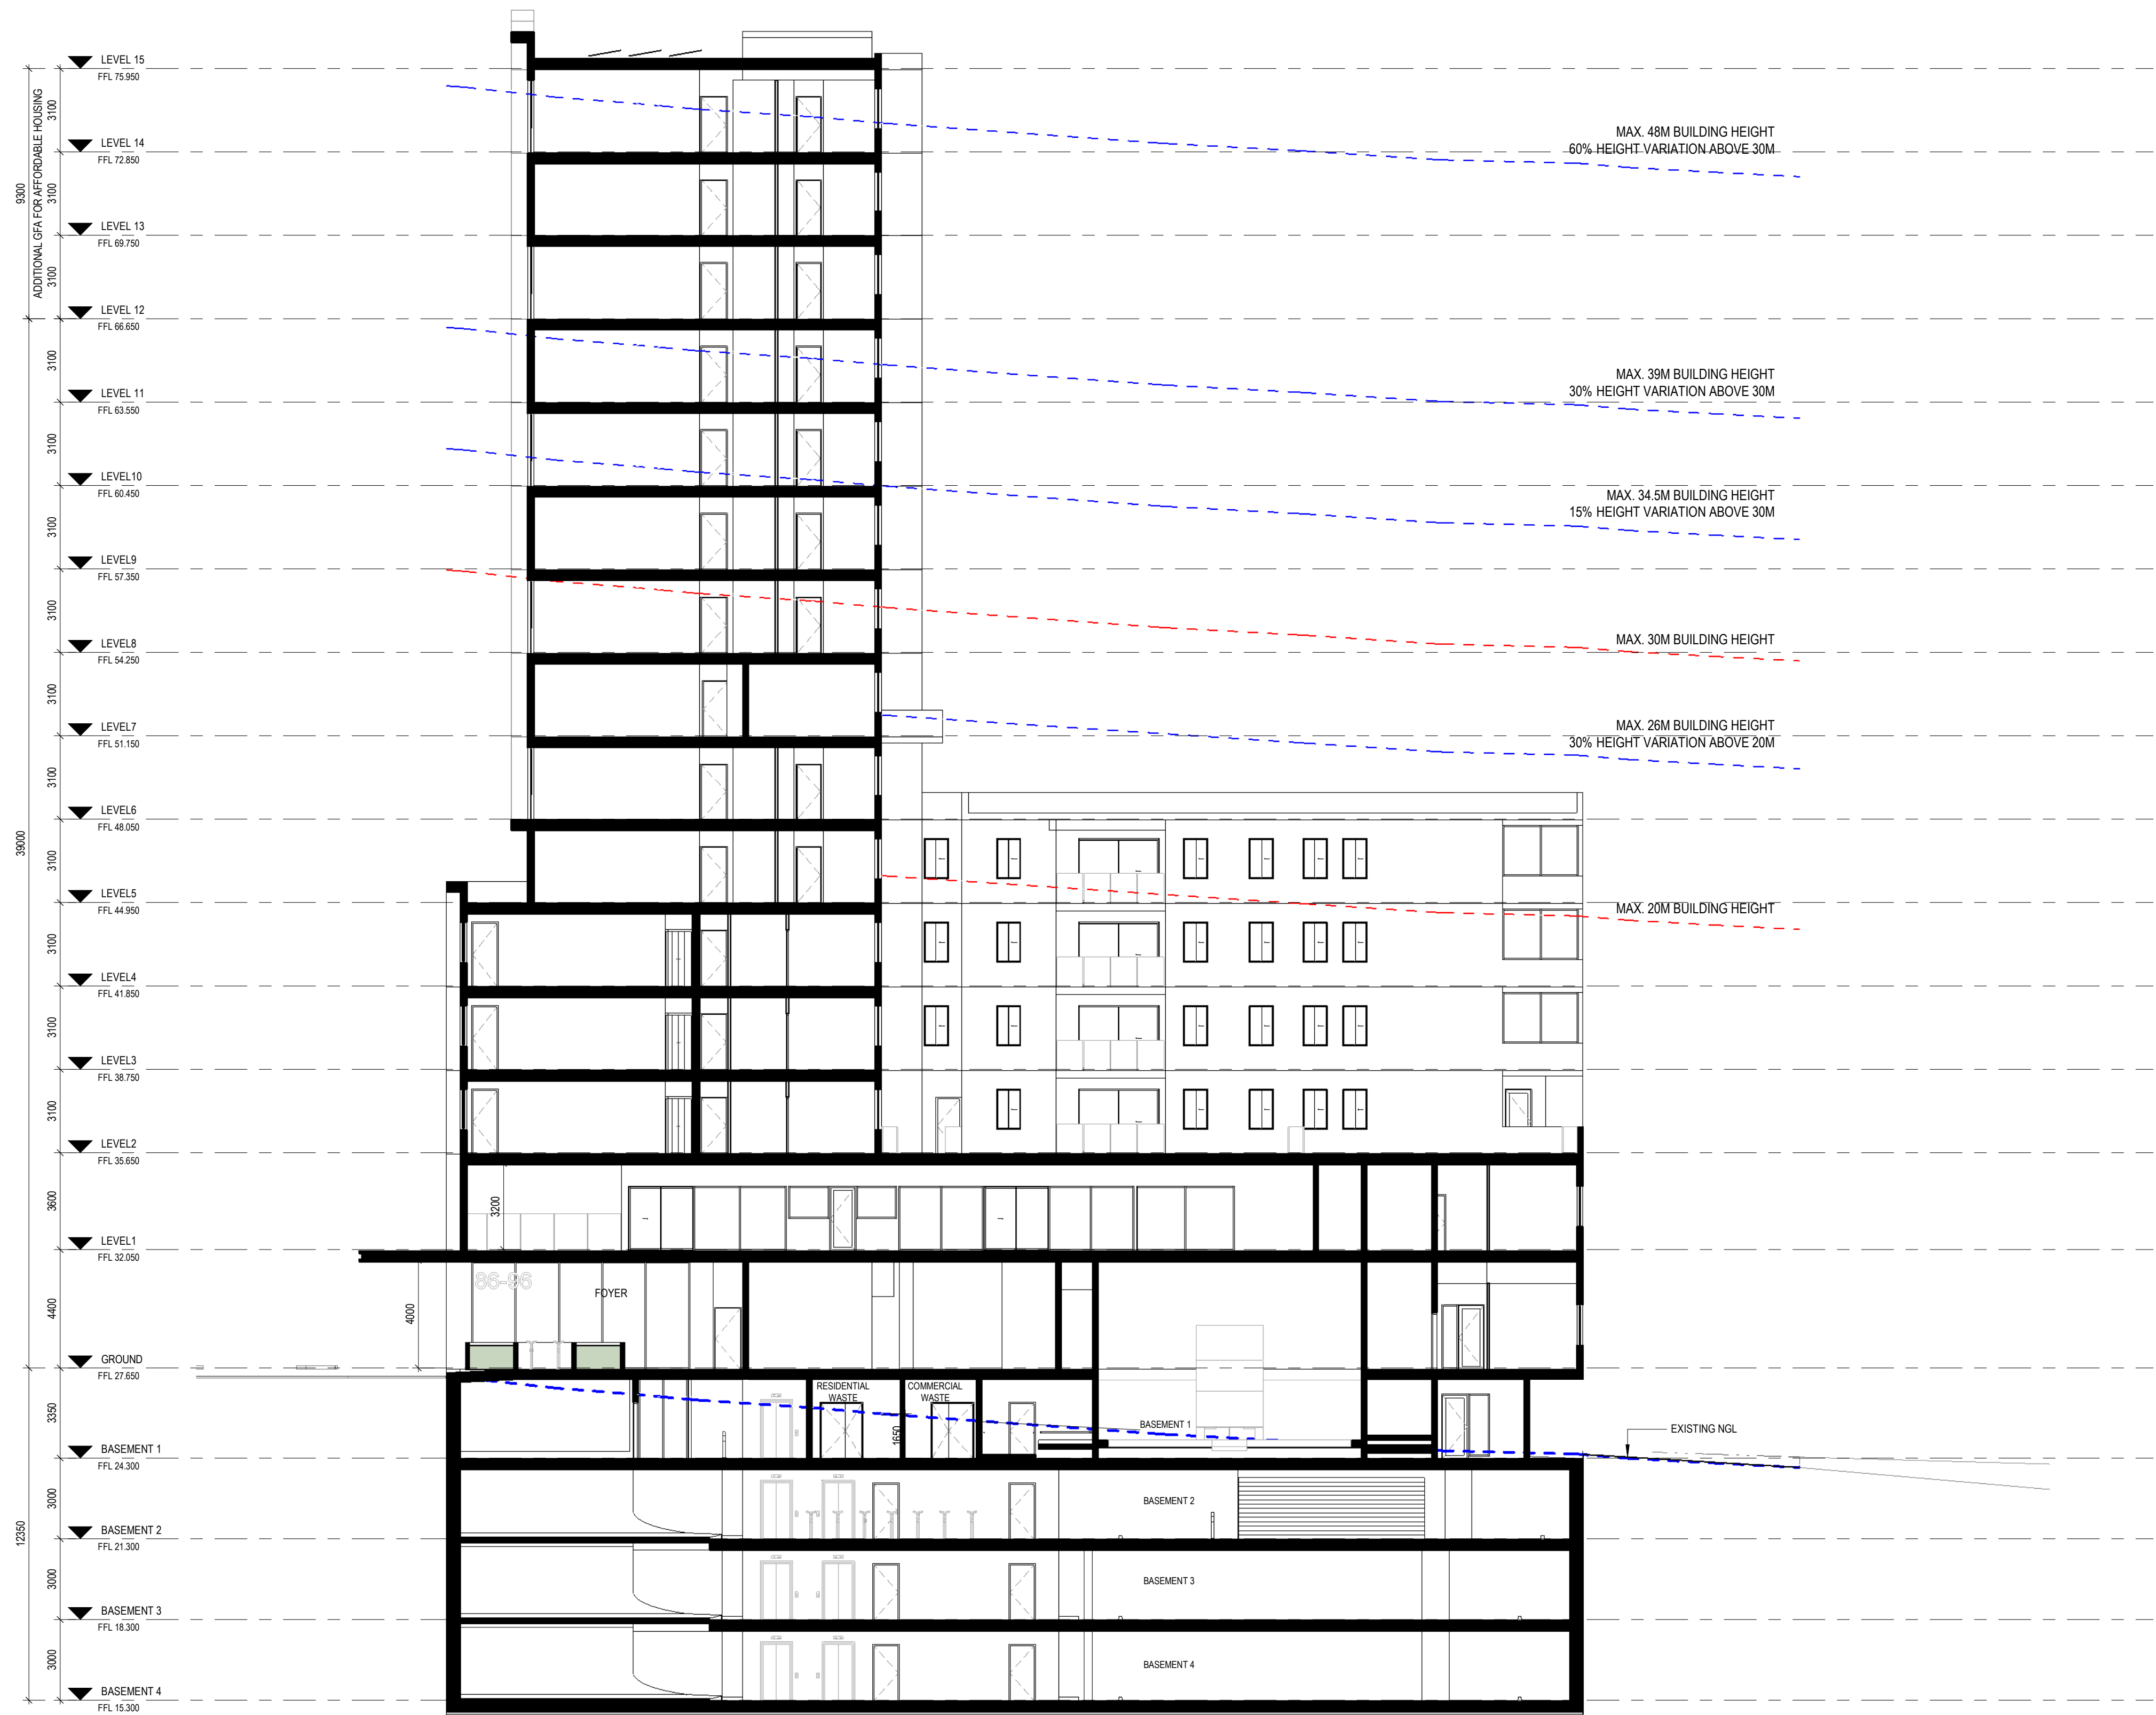 LEVEL 15
FFL 75.950
3100
LEVEL 14
FFL 72.850
3100
LEVEL 13
FFL 69.750
3100
9300
ADDITIONAL GFA FOR AFFORDABLE HOUSING
LEVEL 12
FFL 66.650
3100
LEVEL 11
FFL 63.550
3100
LEVEL10
FFL 60.450
3100
LEVEL9
FFL 57.350
3100
LEVEL8
FFL 54.250
3100
LEVEL7
FFL 51.150
3100
LEVEL6
FFL 48.050
3100
39000
LEVEL5
FFL 44.950
3100
LEVEL4
FFL 41.850
3100
LEVEL3
FFL 38.750
3100
LEVEL2
FFL 35.650
3600
LEVEL1
FFL 32.050
4400
GROUND
FFL 27.650
3350
BASEMENT 1
FFL 24.300
3000
12350
BASEMENT 2
FFL 21.300
3000
BASEMENT 3
FFL 18.300
3000
BASEMENT 4
FFL 15.300
MAX. 48M BUILDING HEIGHT
60% HEIGHT VARIATION ABOVE 30M
MAX. 39M BUILDING HEIGHT
30% HEIGHT VARIATION ABOVE 30M
MAX. 34.5M BUILDING HEIGHT
15% HEIGHT VARIATION ABOVE 30M
MAX. 30M BUILDING HEIGHT
MAX. 26M BUILDING HEIGHT
30% HEIGHT VARIATION ABOVE 20M
MAX. 20M BUILDING HEIGHT
3200
86-96
FOYER
4000
RESIDENTIAL
WASTE
COMMERCIAL
WASTE
1650
BASEMENT 1
EXISTING NGL
BASEMENT 2
BASEMENT 3
BASEMENT 4